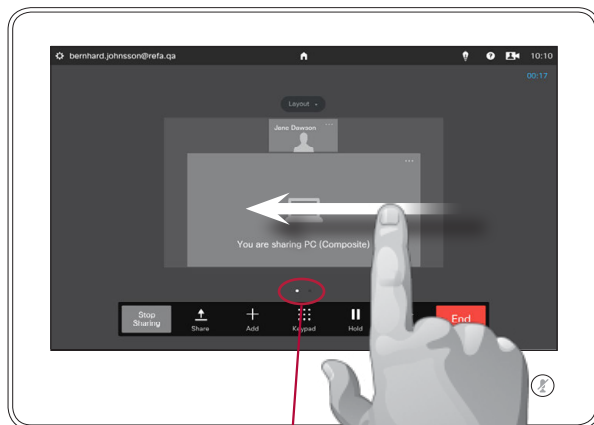 bernhard.johnsson@refa.qa
10:10
00:17
Layout
Jane Dawson
You are sharing PC (Composite)
Stop
Sharing
Share
Add
Keypad
Hold
End